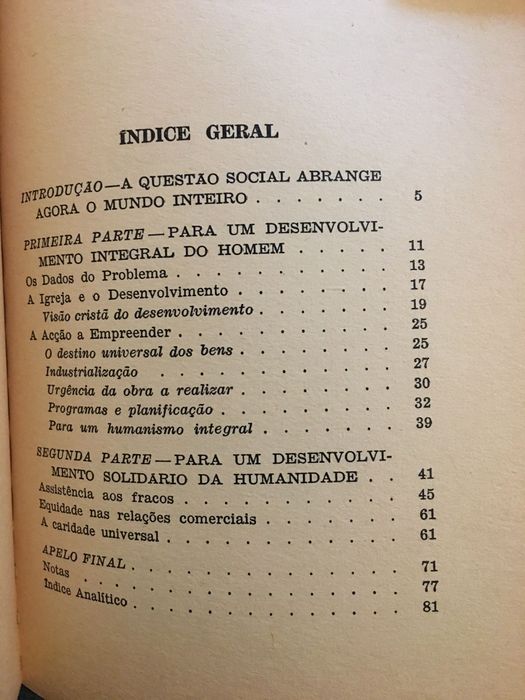 ÍNDICE GERAL
INTRODUÇÃO — A QUESTÃO SOCIAL ABRANGE
AGORA O MUNDO INTEIRO . . . . . . . 5
PRIMEIRA PARTE — PARA UM DESENVOLVI-
MENTO INTEGRAL DO HOMEM . . . . . 11
Os Dados do Problema . . . . . . . . . . 13
A Igreja e o Desenvolvimento . . . . . . . 17
Visão cristã do desenvolvimento . . . . . . 19
A Acção a Empreender . . . . . . . . . . 25
O destino universal dos bens . . . . . . . 25
Industrialização . . . . . . . . . . . 27
Urgência da obra a realizar . . . . . . . 30
Programas e planificação . . . . . . . . 32
Para um humanismo integral . . . . . . 39
SEGUNDA PARTE — PARA UM DESENVOLVI-
MENTO SOLIDARIO DA HUMANIDADE . . 41
Assistência aos fracos . . . . . . . . . . 45
Equidade nas relações comerciais . . . . . . 61
A caridade universal . . . . . . . . . . 61
APELO FINAL . . . . . . . . . . . . 71
Notas . . . . . . . . . . . . . . 77
Indice Analítico . . . . . . . . . . . 81